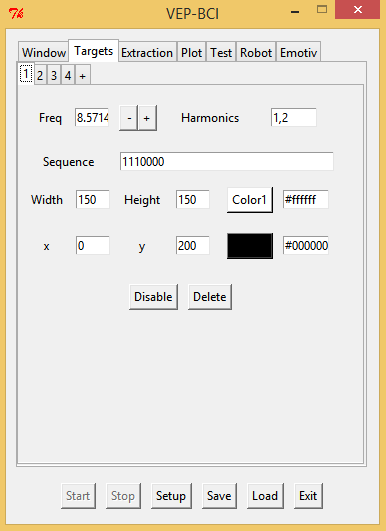 VEP-BCI
Window Targets Extraction Plot Test Robot Emotiv
1 2 3 4 +
Freq 8.5714 - + Harmonics 1,2
Sequence 1110000
Width 150 Height 150 Color1 #ffffff
x 0 y 200 #000000
Disable Delete
Start Stop Setup Save Load Exit